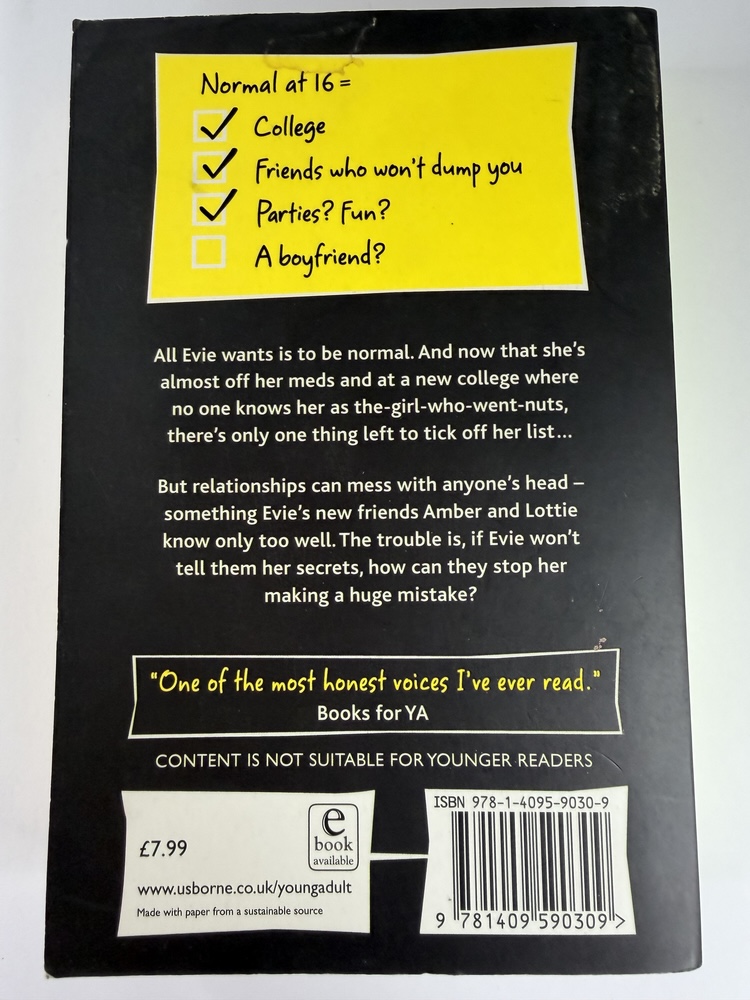 Normal at 16 =
College
Friends who won't dump you
Parties? Fun?
A boyfriend?
All Evie wants is to be normal. And now that she's
almost off her meds and at a new college where
no one knows her as the-girl-who-went-nuts,
there's only one thing left to tick off her list...
But relationships can mess with anyone's head –
something Evie's new friends Amber and Lottie
know only too well. The trouble is, if Evie won't
tell them her secrets, how can they stop her
making a huge mistake?
"One of the most honest voices I've ever read."
Books for YA
CONTENT IS NOT SUITABLE FOR YOUNGER READERS
£7.99
e
book
available
www.usborne.co.uk/youngadult
Made with paper from a sustainable source
ISBN 978-1-4095-9030-9
9 781409 590309 >